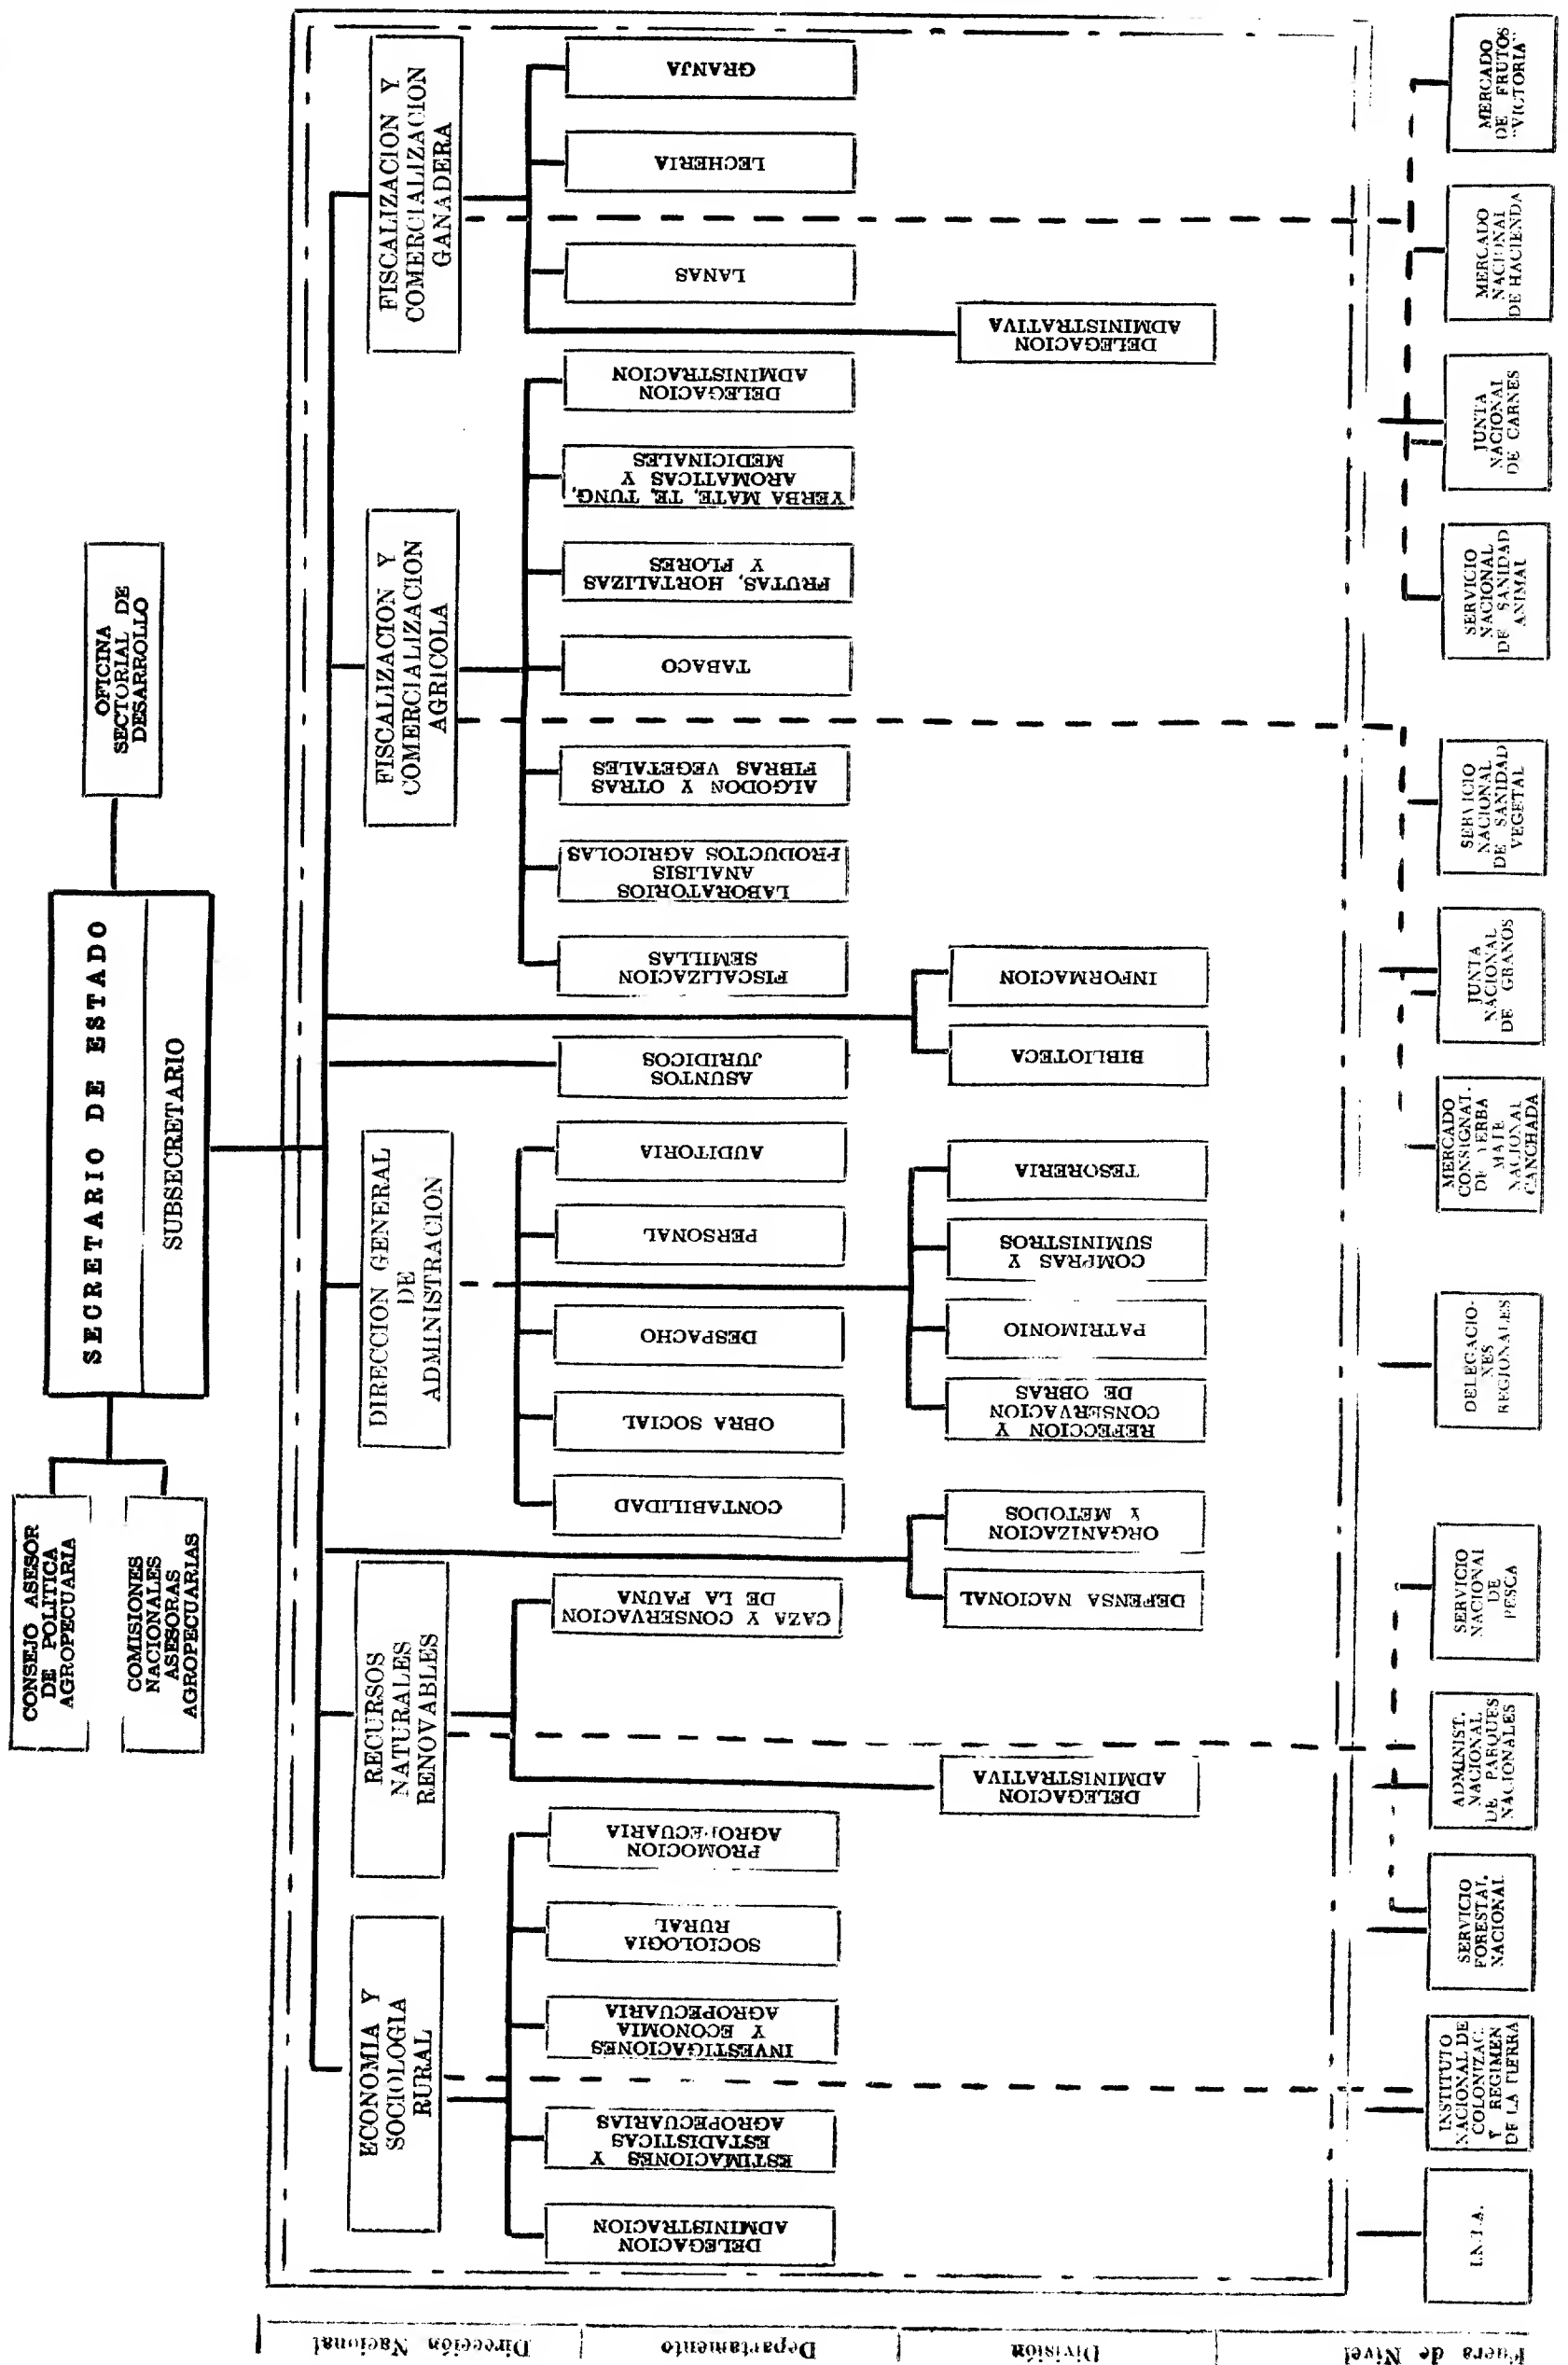 SECRETARIO DE ESTADO
SUBSECRETARIO
CONSEJO ASESOR
DE POLITICA
AGROPECUARIA
COMISIONES
NACIONALES
ASESORAS
AGROPECUARIAS
OFICINA
SECTORIAL DE
DESARROLLO
Dirección Nacional
ECONOMIA Y
SOCIOLOGIA
RURAL
RECURSOS
NATURALES
RENOVABLES
DIRECCION GENERAL
DE
ADMINISTRACION
FISCALIZACION Y
COMERCIALIZACION
AGRICOLA
FISCALIZACION Y
COMERCIALIZACION
GANADERA
Departamento
DELEGACION
ADMINISTRACION
ESTIMACIONES Y
ESTADISTICAS
AGROPECUARIAS
INVESTIGACIONES
Y ECONOMIA
AGROPECUARIA
SOCIOLOGIA
RURAL
PROMOCION
AGROPECUARIA
CAZA Y CONSERVACION
DE LA FAUNA
CONTABILIDAD
OBRA SOCIAL
DESPACHO
PERSONAL
AUDITORIA
ASUNTOS
JURIDICOS
FISCALIZACION
SEMILLAS
LABORATORIOS
ANALISIS
PRODUCTOS AGRICOLAS
ALGODON Y OTRAS
FIBRAS VEGETALES
TABACO
FRUTAS, HORTALIZAS
Y FLORES
YERBA MATE, TE, TUNG,
AROMATICAS Y
MEDICINALES
DELEGACION
ADMINISTRACION
LANAS
LECHERIA
GRANJA
División
DELEGACION
ADMINISTRATIVA
DEFENSA NACIONAL
ORGANIZACION
Y METODOS
REFECCION Y
CONSERVACION
DE OBRAS
PATRIMONIO
COMPRAS Y
SUMINISTROS
TESORERIA
BIBLIOTECA
INFORMACION
DELEGACION
ADMINISTRATIVA
Fuera de Nivel
I.N.T.A.
INSTITUTO
NACIONAL DE
COLONIZAC.
Y REGIMEN
DE LA TIERRA
SERVICIO
FORESTAL
NACIONAL
ADMINIST.
NACIONAL
DE PARQUES
NACIONALES
SERVICIO
NACIONAL
DE
PESCA
DELEGACIO-
NES
REGIONALES
MERCADO
CONSIGNAT.
DE YERBA
MATE
NACIONAL
CANCHADA
JUNTA
NACIONAL
DE GRANOS
SERVICIO
NACIONAL
DE SANIDAD
VEGETAL
SERVICIO
NACIONAL
DE SANIDAD
ANIMAL
JUNTA
NACIONAL
DE CARNES
MERCADO
NACIONAL
DE HACIENDA
MERCADO
DE FRUTOS
"VICTORIA"